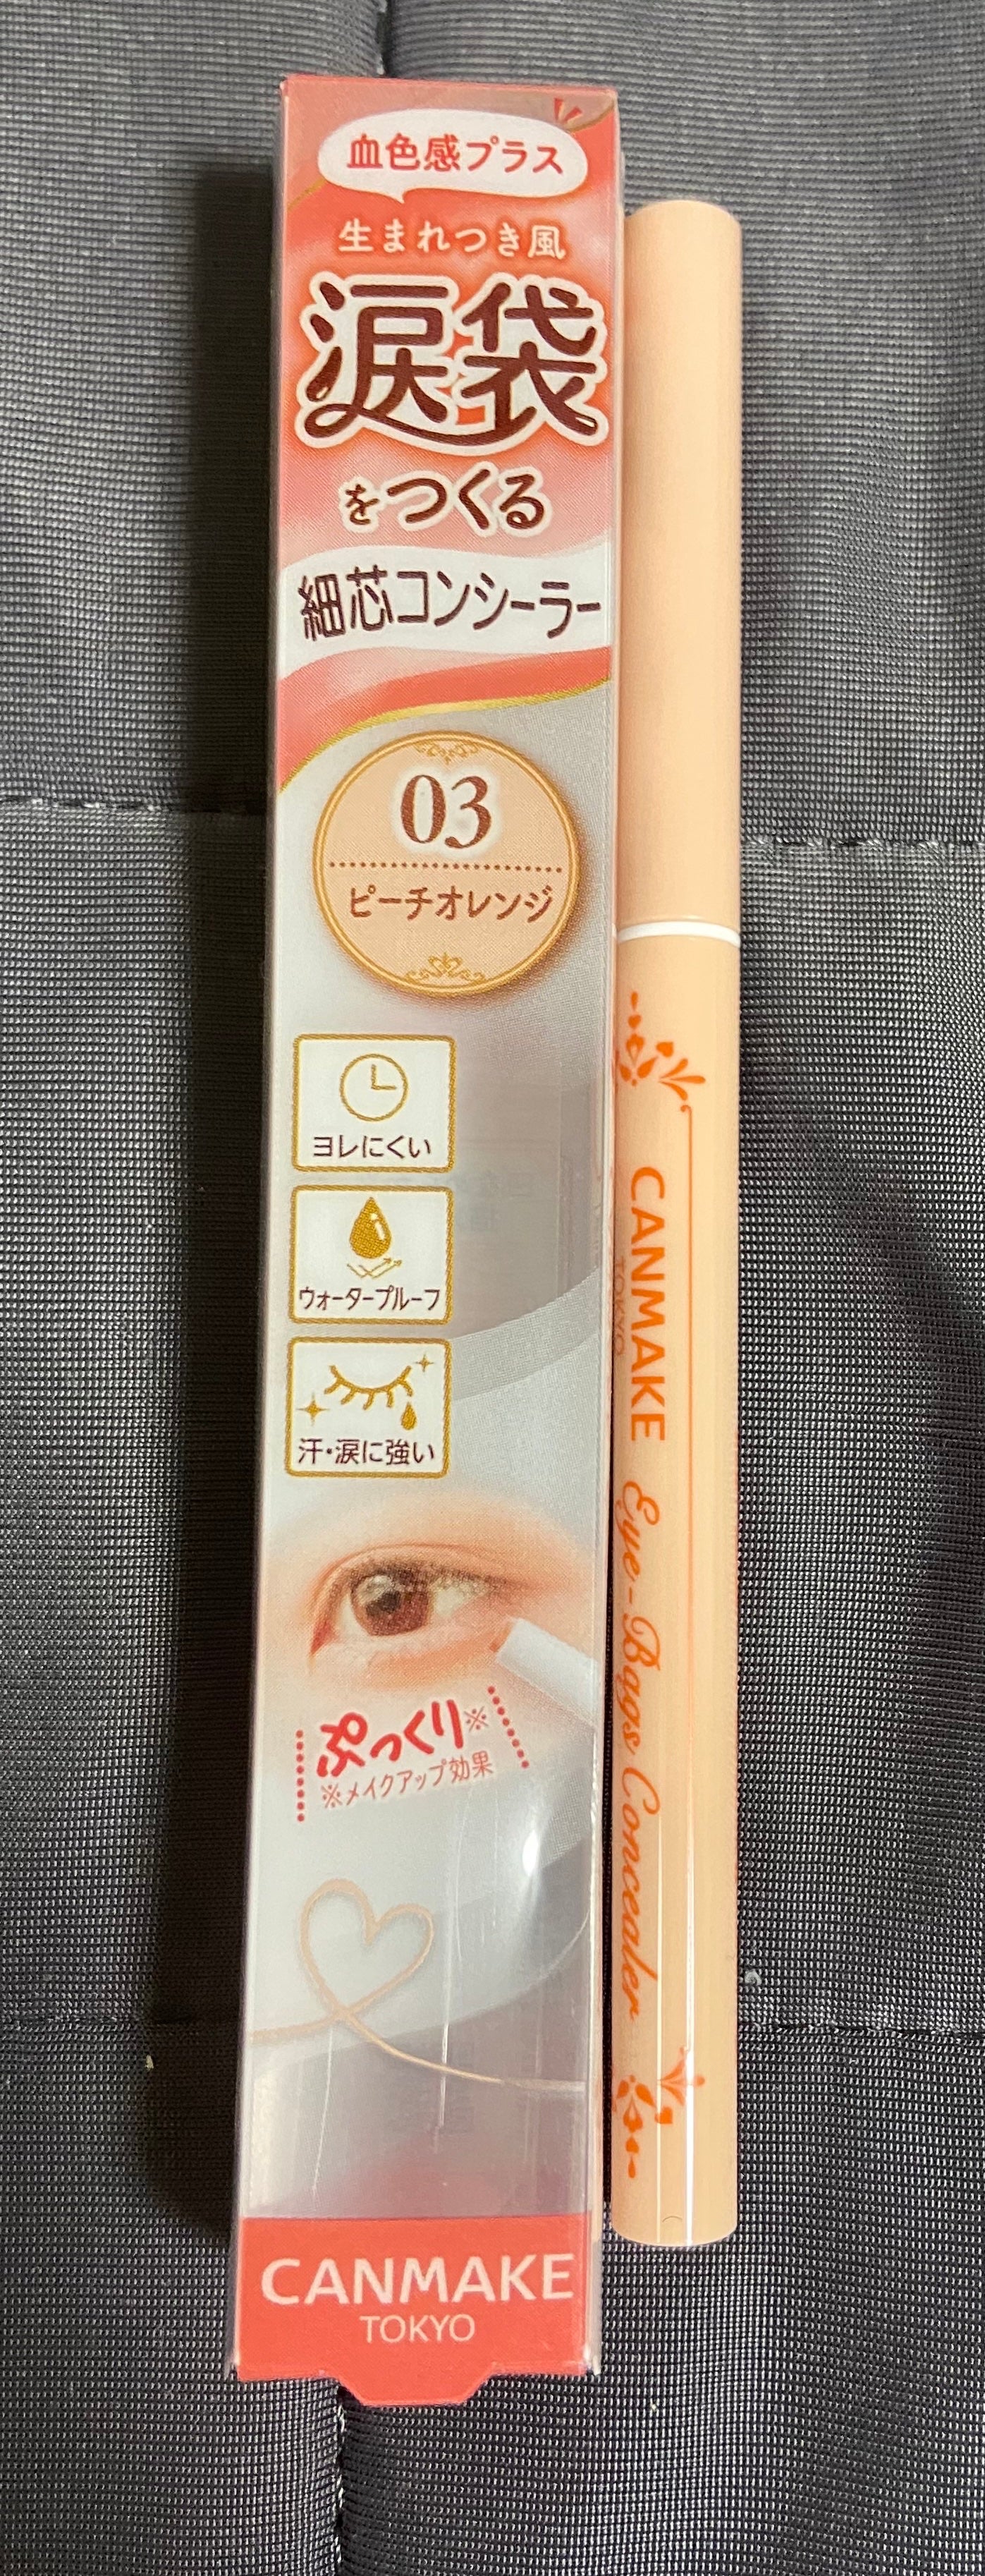 血色感プラス
生まれつき風
涙袋
をつくる
細芯コンシーラー
03
ピーチオレンジ
ヨレにくい
ウォータープルーフ
汗・涙に強い
ぷっくり※
※メイクアップ効果
CANMAKE
TOKYO
CANMAKE Eye-Bags Concealer
TOKYO